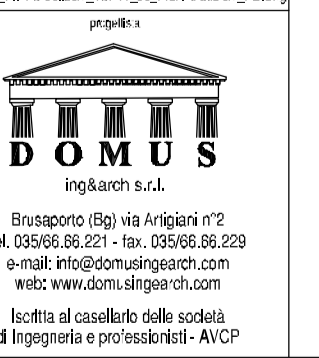 progettista
DOMUS
ing&arch s.r.l.
Brusaporto (Bg) via Artigiani n°2
el. 035/66.66.221 - fax. 035/66.66.229
e-mail: info@domusingearch.com
web: www.domusingearch.com
Iscritta al casellario delle società
di Ingegneria e professionisti - AVCP